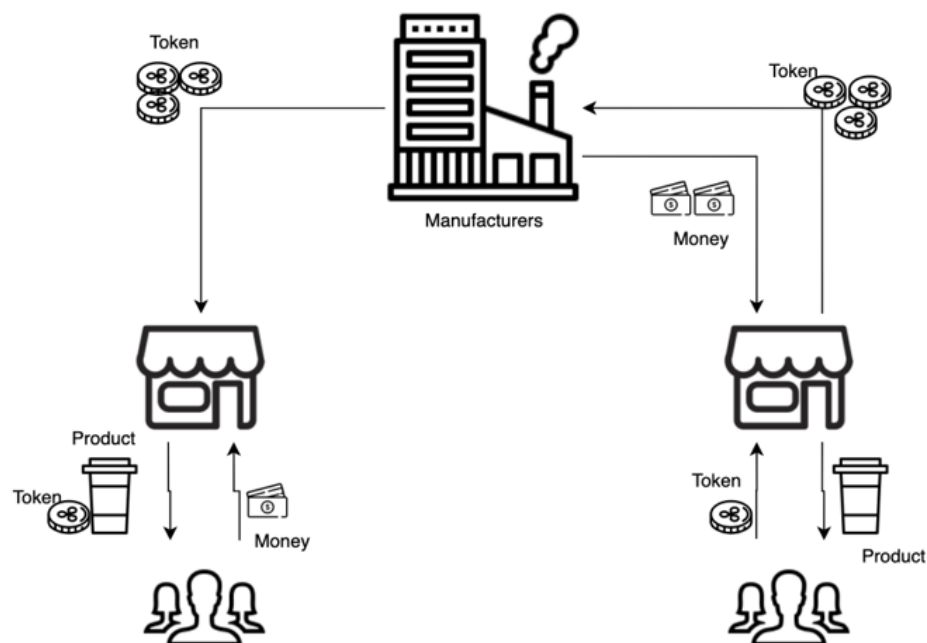 Token
Token
Manufacturers
Money
Product
Token
Money
Token
Product